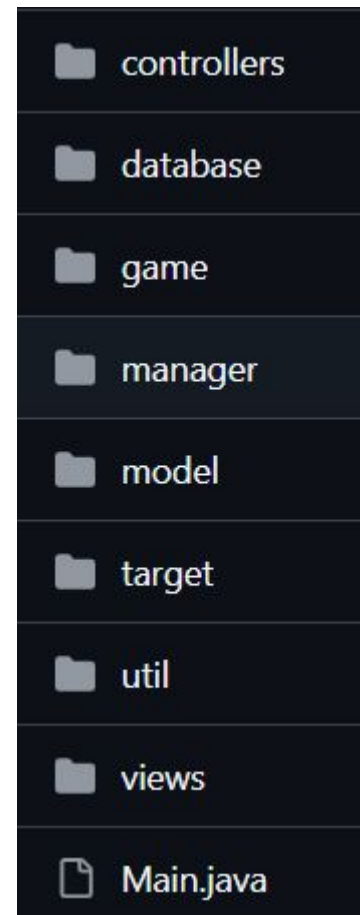 controllers
database
game
manager
model
target
util
views
Main.java